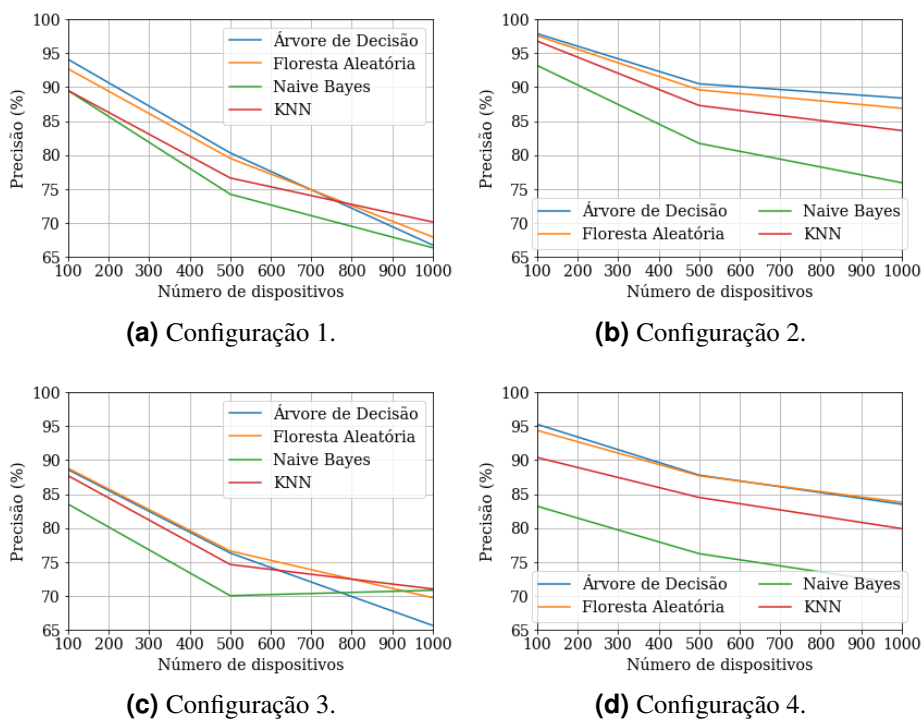 100
95
90
85
80
75
70
65
Precisão (%)
Árvore de Decisão
Floresta Aleatória
Naive Bayes
KNN
100 200 300 400 500 600 700 800 900 1000
Número de dispositivos
(a) Configuração 1.
100
95
90
85
80
75
70
65
Precisão (%)
Árvore de Decisão
Floresta Aleatória
Naive Bayes
KNN
100 200 300 400 500 600 700 800 900 1000
Número de dispositivos
(b) Configuração 2.
100
95
90
85
80
75
70
65
Precisão (%)
Árvore de Decisão
Floresta Aleatória
Naive Bayes
KNN
100 200 300 400 500 600 700 800 900 1000
Número de dispositivos
(c) Configuração 3.
100
95
90
85
80
75
70
65
Precisão (%)
Árvore de Decisão
Floresta Aleatória
Naive Bayes
KNN
100 200 300 400 500 600 700 800 900 1000
Número de dispositivos
(d) Configuração 4.